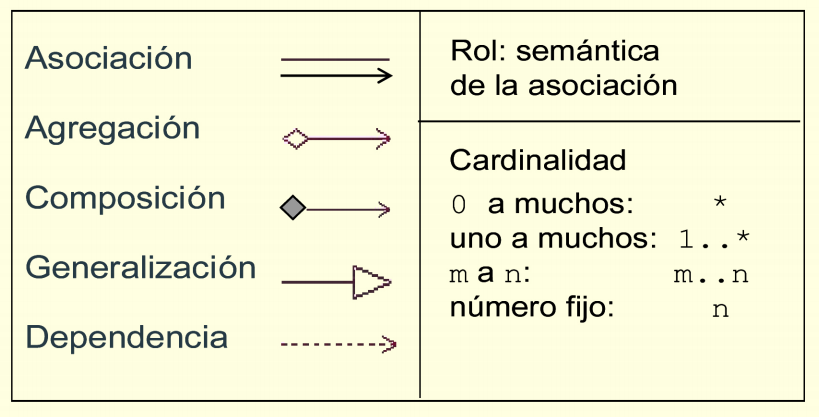 Asociación
Agregación
Composición
Generalización
Dependencia
Rol: semántica
de la asociación
Cardinalidad
0 a muchos: *
uno a muchos: 1..*
m a n: m..n
número fijo: n